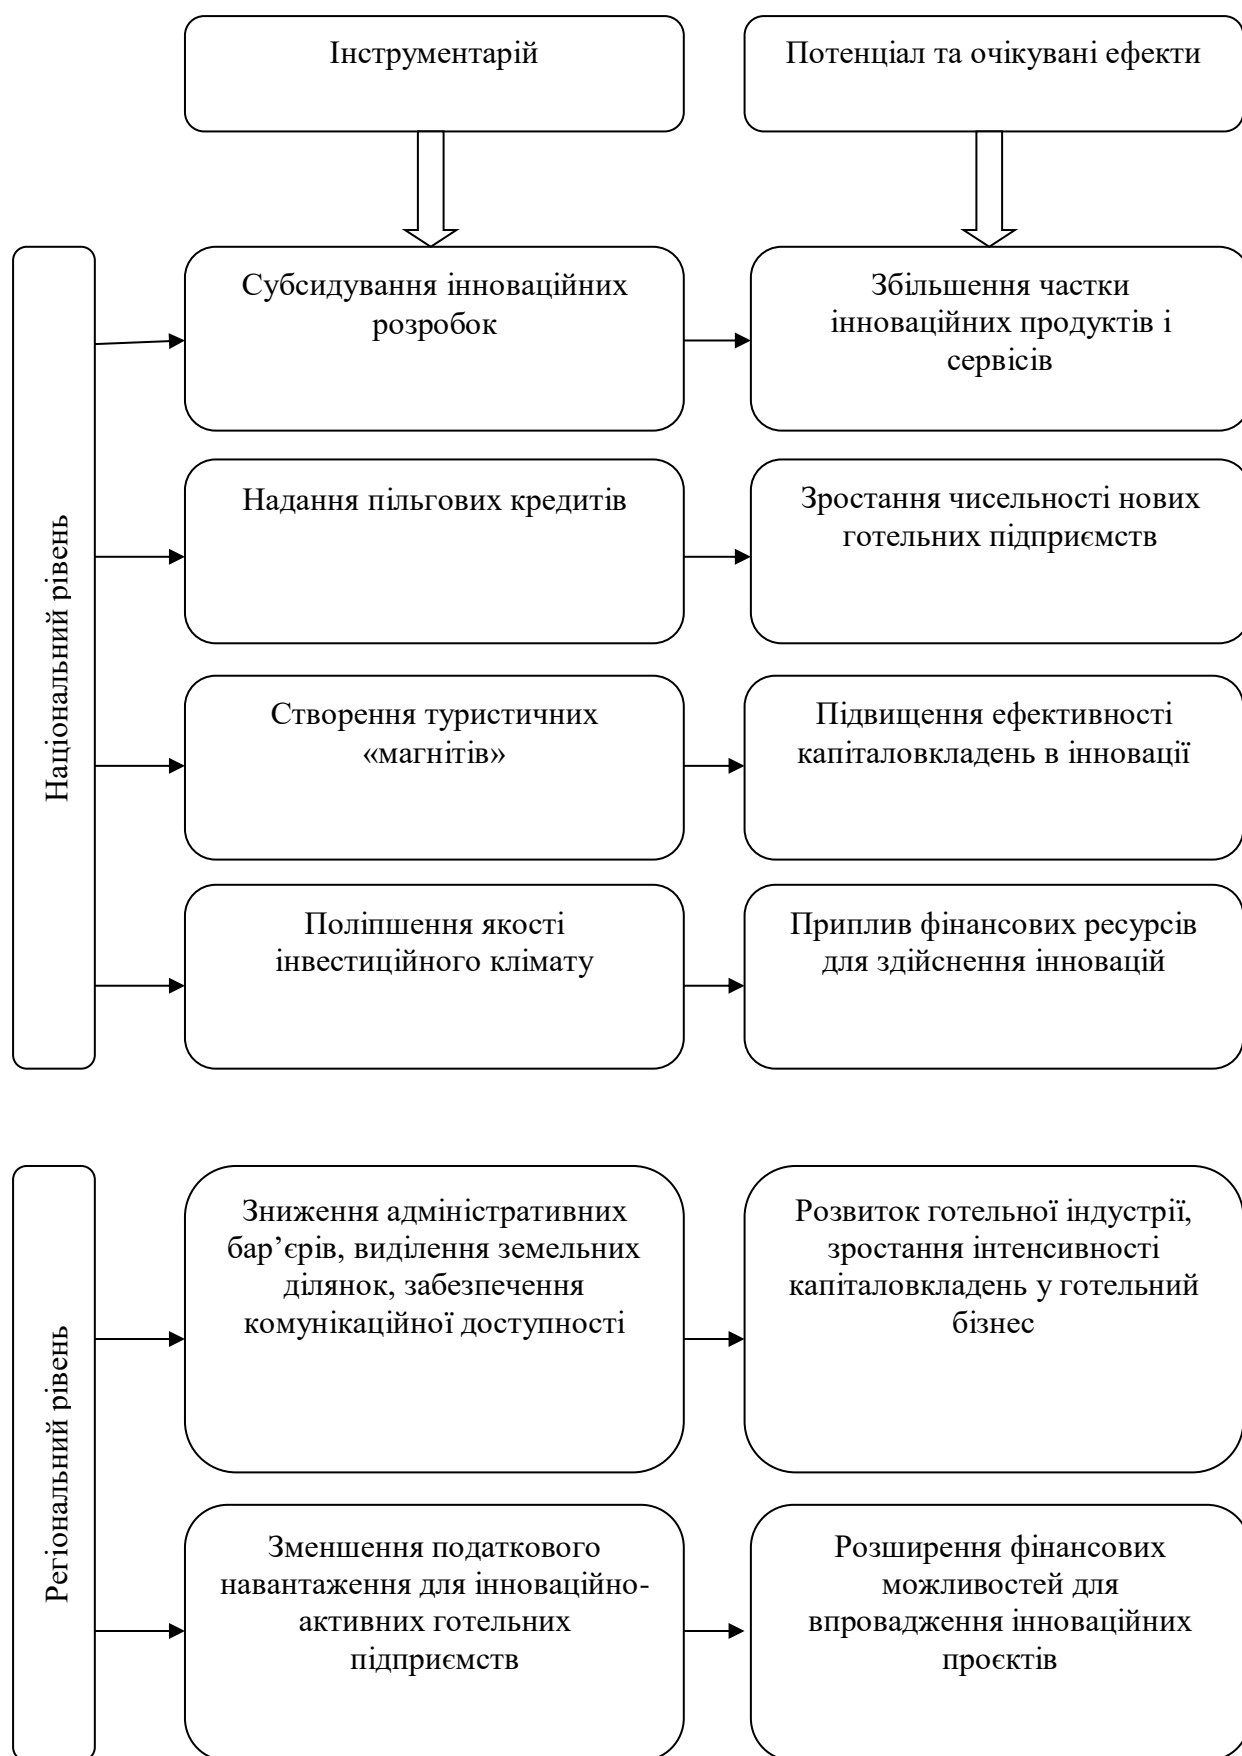 Інструментарій
Потенціал та очікувані ефекти
Національний рівень
Субсидування інноваційних
розробок
Збільшення частки
інноваційних продуктів і
сервісів
Надання пільгових кредитів
Зростання чисельності нових
готельних підприємств
Створення туристичних
«магнітів»
Підвищення ефективності
капіталовкладень в інновації
Поліпшення якості
інвестиційного клімату
Приплив фінансових ресурсів
для здійснення інновацій
Регіональний рівень
Зниження адміністративних
бар’єрів, виділення земельних
ділянок, забезпечення
комунікаційної доступності
Розвиток готельної індустрії,
зростання інтенсивності
капіталовкладень у готельний
бізнес
Зменшення податкового
навантаження для інноваційно-
активних готельних
підприємств
Розширення фінансових
можливостей для
впровадження інноваційних
проєктів